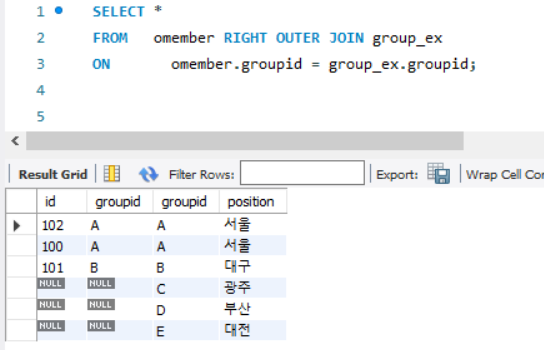 1 SELECT *
2 FROM omember RIGHT OUTER JOIN group_ex
3 ON omember.groupid = group_ex.groupid;
4
5
Result Grid Filter Rows: Export: Wrap Cell Con
id groupid groupid position
102 A A 서울
100 A A 서울
101 B B 대구
NULL NULL C 광주
NULL NULL D 부산
NULL NULL E 대전